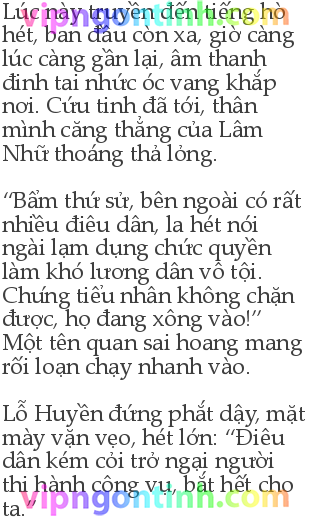 Lúc này truyền đến tiếng hò
hét, ban đầu còn xa, giờ càng
lúc càng gần lại, âm thanh
đinh tai nhức óc vang khắp
nơi. Cứu tinh đã tới, thân
mình căng thẳng của Lâm
Nhữ thoáng thả lỏng.

“Bẩm thứ sử, bên ngoài có rất
nhiều điêu dân, la hét nói
ngài lạm dụng chức quyền
làm khó lương dân vô tội.
Chưng tiểu nhân không chặn
được, họ đang xông vào!”
Một tên quan sai hoang mang
rối loạn chạy nhanh vào.

Lỗ Huyền đứng phắt dậy, mặt
mày vặn vẹo, hét lớn: “Điêu
dân kém cỏi trở ngại người
thi hành công vụ, bắt hết cho
ta.”
vipngontinh.com
vipngontinh.com